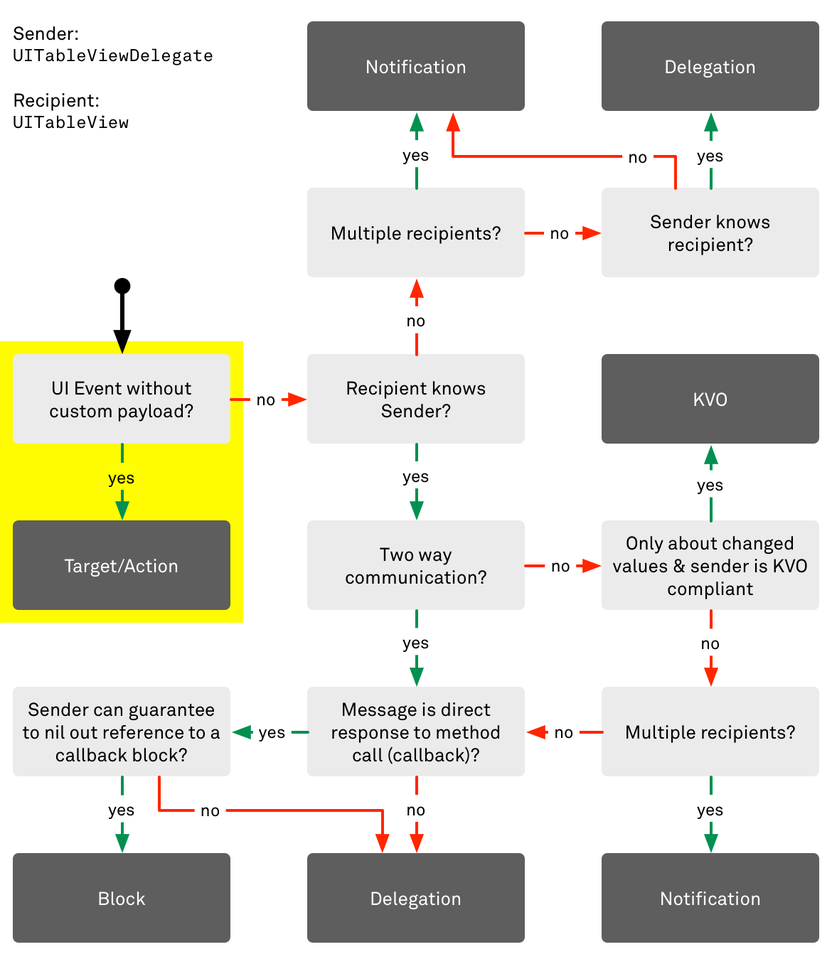 Sender:
UITableViewDelegate
Recipient:
UITableView
Notification
Delegation
yes
no
yes
Multiple recipients?
no
Sender knows
recipient?
no
UI Event without
custom payload?
no
Recipient knows
Sender?
KVO
yes
yes
yes
Target/Action
Two way
communication?
no
Only about changed
values & sender is KVO
compliant
yes
no
Sender can guarantee
to nil out reference to a
callback block?
yes
Message is direct
response to method
call (callback)?
no
Multiple recipients?
yes
no
no
yes
Block
Delegation
Notification